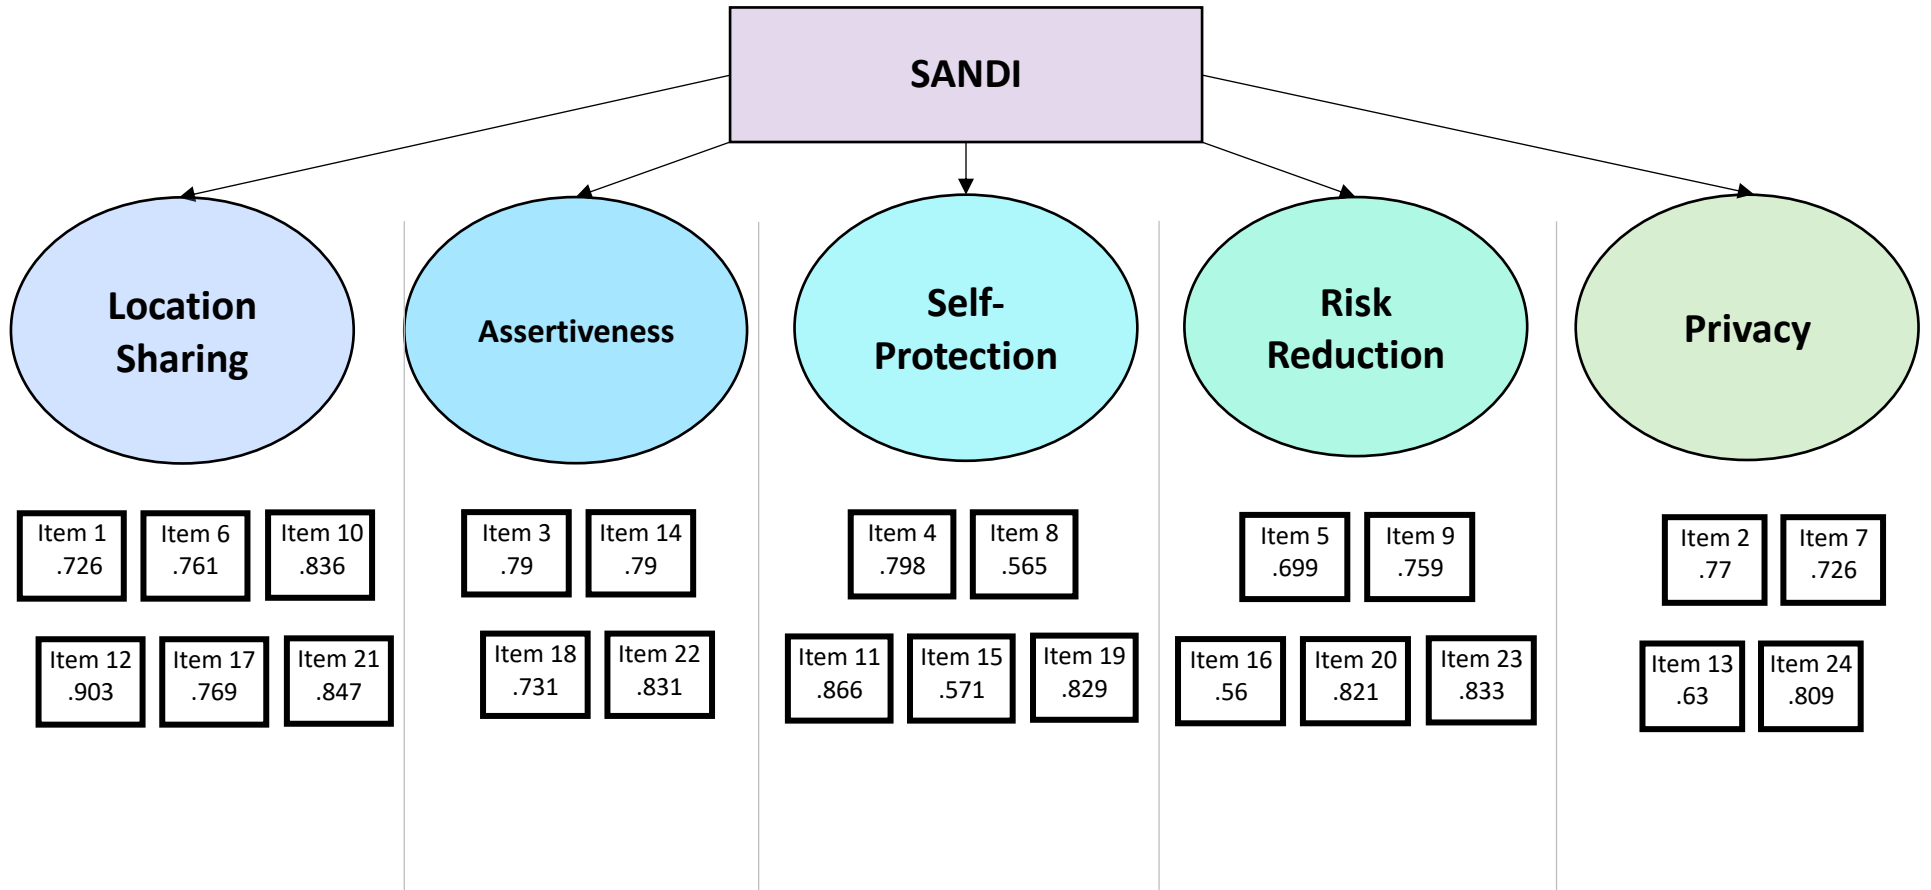 SANDI
Location
Sharing
Assertiveness
Self-
Protection
Risk
Reduction
Privacy
Item 1
.726
Item 6
.761
Item 10
.836
Item 12
.903
Item 17
.769
Item 21
.847
Item 3
.79
Item 14
.79
Item 18
.731
Item 22
.831
Item 4
.798
Item 8
.565
Item 11
.866
Item 15
.571
Item 19
.829
Item 5
.699
Item 9
.759
Item 16
.56
Item 20
.821
Item 23
.833
Item 2
.77
Item 7
.726
Item 13
.63
Item 24
.809